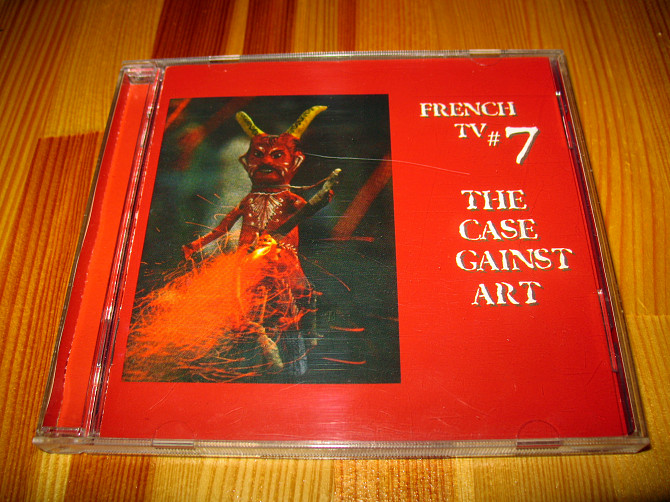 FRENCH
TV # 7
THE
CASE
GAINST
ART